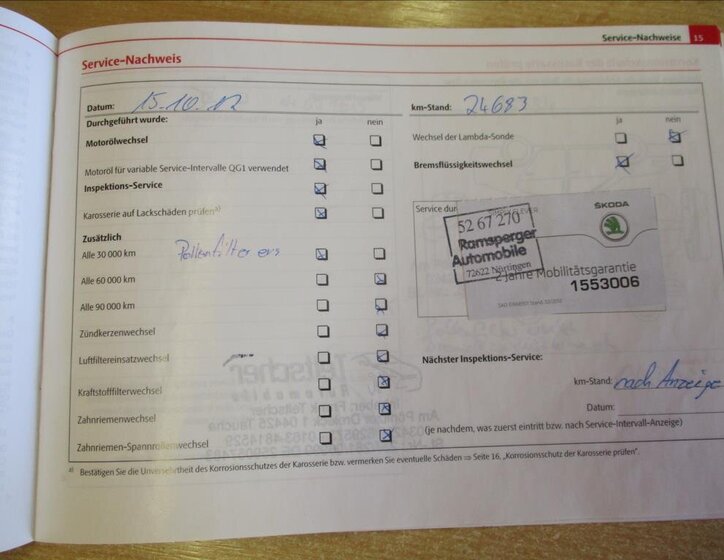 Service-Nachweise 15
Service-Nachweis
Datum: 15.10.12
km-Stand: 24683
Durchgeführt wurde: ja nein
ja nein
Motorölwechsel
Wechsel der Lambda-Sonde
Motoröl für variable Service-Intervalle QG1 verwendet
Bremsflüssigkeitswechsel
Inspektions-Service
Karosserie auf Lackschäden prüfen a)
Service dur
ŠKODA
52 67 270
Ramsperger
Automobile
72622 Nürtingen
2 Jahre Mobilitätsgarantie
1553006
Zusätzlich
Alle 30 000 km Pollenfilter ers
Alle 60 000 km
Alle 90 000 km
Zündkerzenwechsel
Luftfiltereinsatzwechsel
Kraftstofffilterwechsel
Zahnriemenwechsel
Zahnriemen-Spannrollenwechsel
Nächster Inspektions-Service:
km-Stand: nach Anzeige
Datum:
(je nachdem, was zuerst eintritt bzw. nach Service-Intervall-Anzeige)
a) Bestätigen Sie die Unversehrtheit des Korrosionsschutzes der Karosserie bzw. vermerken Sie eventuelle Schäden ⇒ Seite 16, „Korrosionsschutz der Karosserie prüfen".